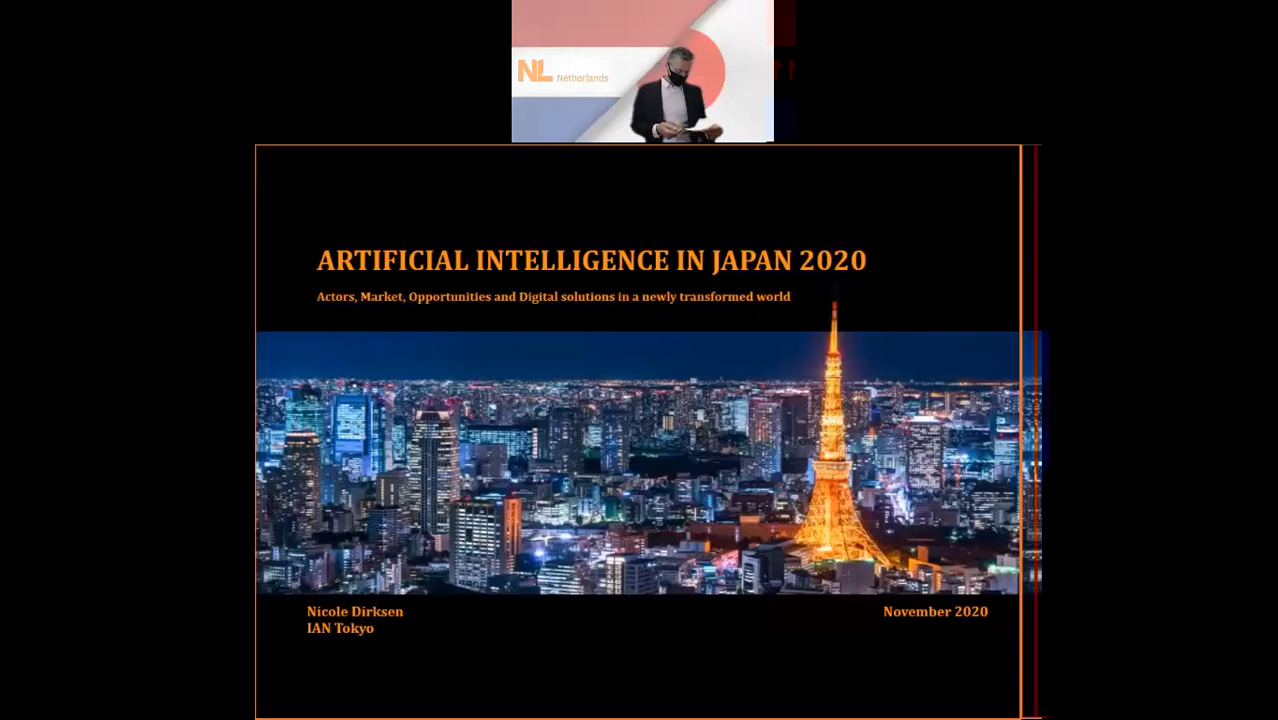 NL Netherlands
ARTIFICIAL INTELLIGENCE IN JAPAN 2020
Actors, Market, Opportunities and Digital solutions in a newly transformed world
Nicole Dirksen
November 2020
IAN Tokyo